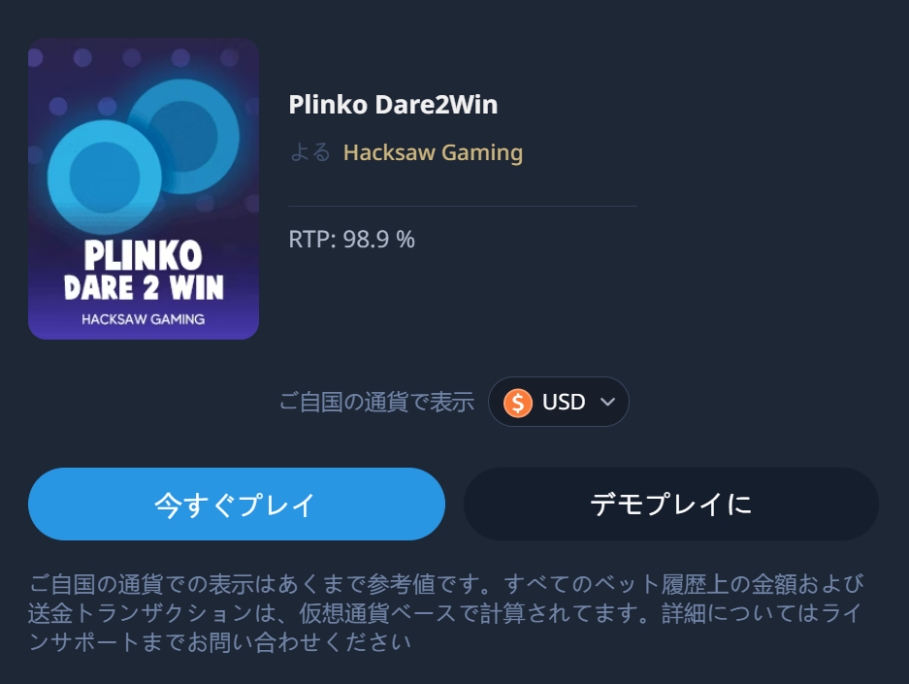 PLINKO
DARE 2 WIN
HACKSAW GAMING
Plinko Dare2Win
よる Hacksaw Gaming
RTP: 98.9 %
ご自国の通貨で表示 $ USD
今すぐプレイ
デモプレイに
ご自国の通貨での表示はあくまで参考値です。すべてのベット履歴上の金額および
送金トランザクションは、仮想通貨ベースで計算されてます。詳細についてはライ
ンサポートまでお問い合わせください